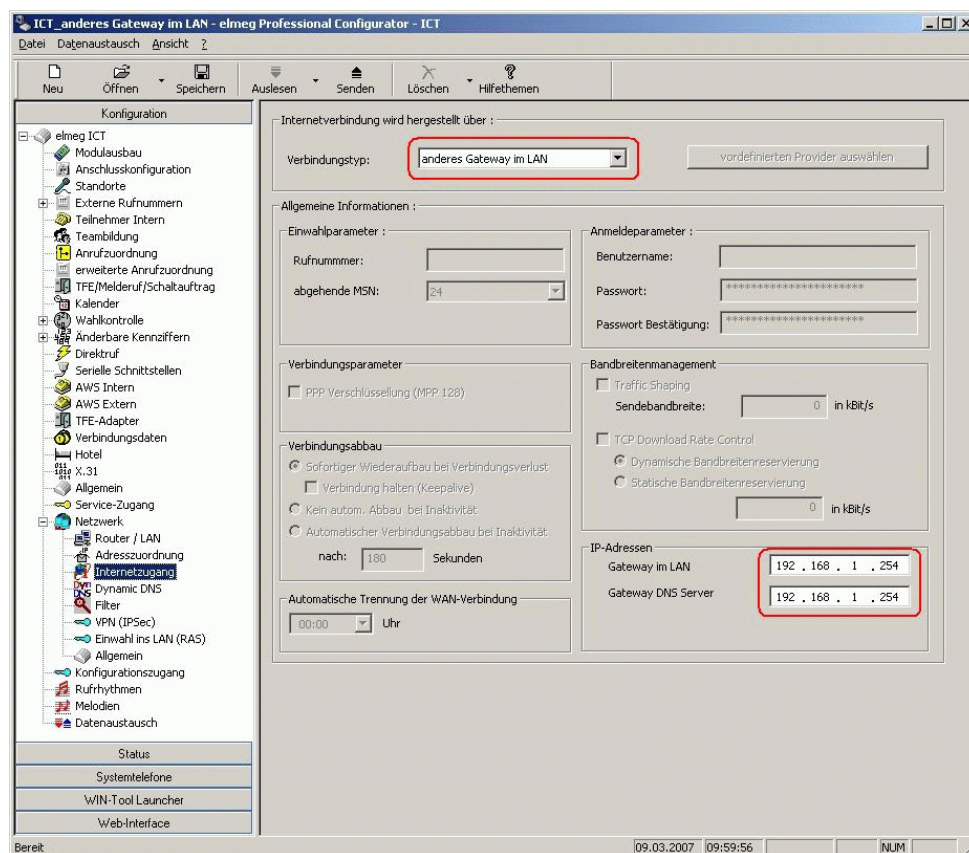 ICT_anderes Gateway im LAN - elmeg Professional Configurator - ICT
Datei Datenaustausch Ansicht ?
Neu Öffnen Speichern Auslesen Senden Löschen Hilfethemen
Konfiguration
elmeg ICT
Modulausbau
Anschlusskonfiguration
Standorte
Externe Rufnummern
Teilnehmer Intern
Teambildung
Anrufzuordnung
erweiterte Anrufzuordnung
TFE/Melderuf/Schaltauftrag
Kalender
Wahlkontrolle
Änderbare Kennziffern
Direktruf
Serielle Schnittstellen
AWS Intern
AWS Extern
TFE-Adapter
Verbindungsdaten
Hotel
X.31
Allgemein
Service-Zugang
Netzwerk
Router / LAN
Adresszuordnung
Internetzugang
Dynamic DNS
Filter
VPN (IPSec)
Einwahl ins LAN (RAS)
Allgemein
Konfigurationszugang
Rufrhythmen
Melodien
Datenaustausch
Status
Systemtelefone
WIN-Tool Launcher
Web-Interface
Internetverbindung wird hergestellt über :
Verbindungstyp: anderes Gateway im LAN vordefinierten Provider auswählen
Allgemeine Informationen :
Einwahlparameter :
Rufnummmer:
abgehende MSN: 24
Anmeldeparameter :
Benutzername:
Passwort: **********************
Passwort Bestätigung: **********************
Verbindungsparameter
PPP Verschlüsselung (MPP 128)
Bandbreitenmanagement
Traffic Shaping
Sendebandbreite: 0 in kBit/s
TCP Download Rate Control
Dynamische Bandbreitenreservierung
Statische Bandbreitenreservierung
0 in kBit/s
Verbindungsabbau
Sofortiger Wiederaufbau bei Verbindungsverlust
Verbindung halten (Keepalive)
Kein autom. Abbau bei Inaktivität
Automatischer Verbindungsabbau bei Inaktivität
nach: 180 Sekunden
Automatische Trennung der WAN-Verbindung
00:00 Uhr
IP-Adressen
Gateway im LAN 192 . 168 . 1 . 254
Gateway DNS Server 192 . 168 . 1 . 254
Bereit 09.03.2007 09:59:56 NUM